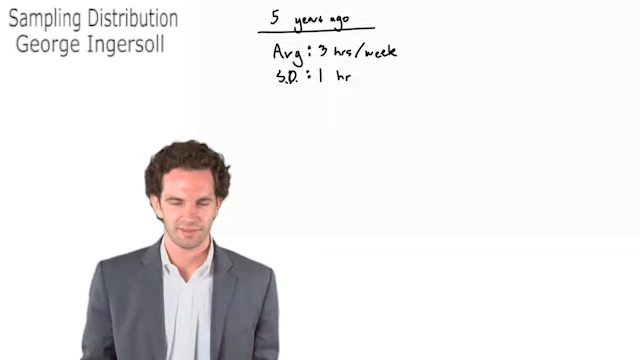 Sampling Distribution
George Ingersoll
5 years ago
Avg: 3 hrs/week
S.D.: 1 hr